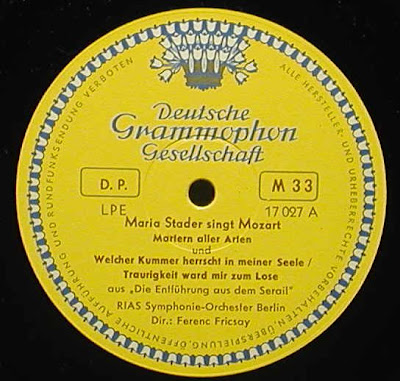 ALLE HERSTELLER- UND URHEBERRECHTE VORBEHALTEN ÜBERSPIELUNG, ÖFFENTLICHE AUFFÜHRUNG UND RUNDFUNKSENDUNG VERBOTEN
Deutsche
Grammophon
Gesellschaft
D. P. M 33
LPE 17 027 A
Maria Stader singt Mozart
Martern aller Arten
und
Welcher Kummer herrscht in meiner Seele /
Traurigkeit ward mir zum Lose
aus „Die Entführung aus dem Serail"
RIAS Symphonie-Orchester Berlin
Dir.: Ferenc Fricsay